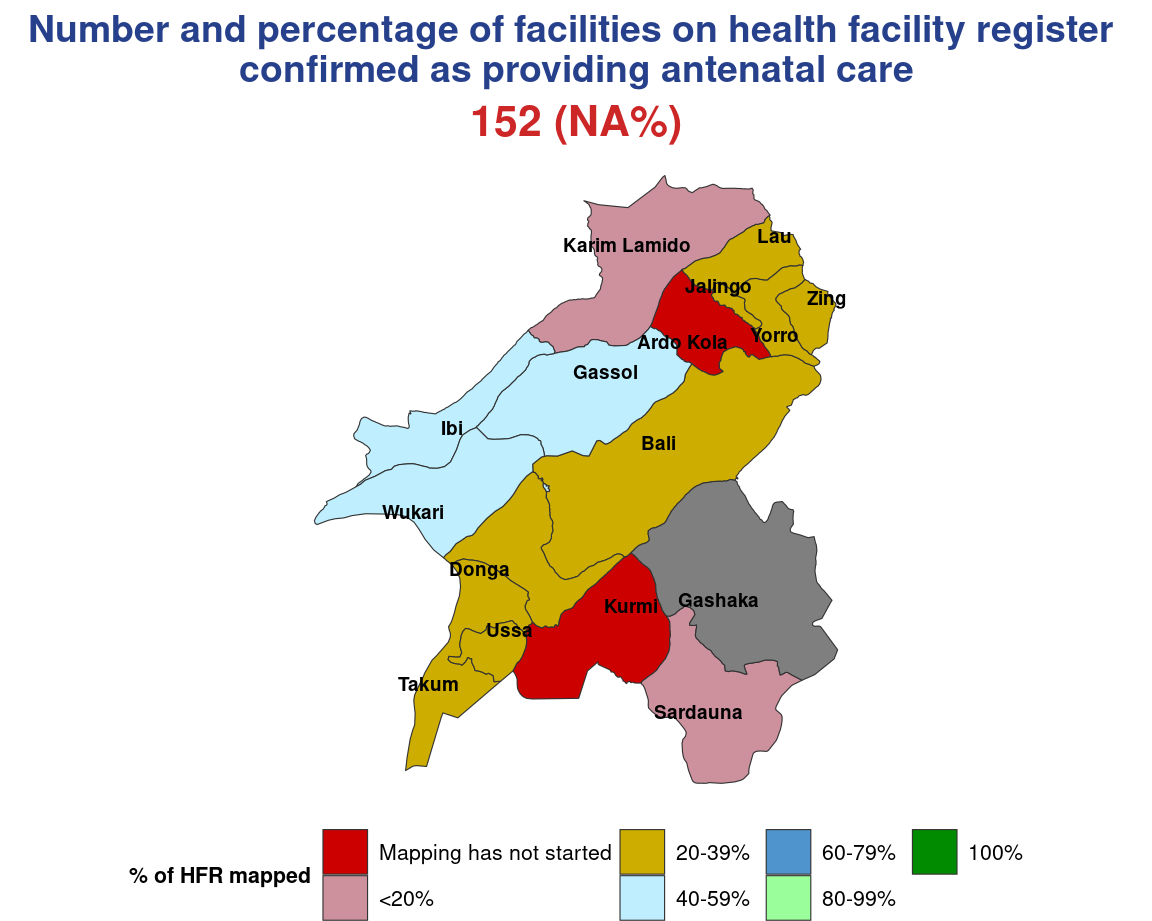 Number and percentage of facilities on health facility register
confirmed as providing antenatal care
152 (NA%)
Karim Lamido
Lau
Jalingo
Zing
Yorro
Ardo Kola
Gassol
Ibi
Bali
Wukari
Donga
Gashaka
Kurmi
Ussa
Takum
Sardauna
% of HFR mapped
Mapping has not started
<20%
20-39%
40-59%
60-79%
80-99%
100%